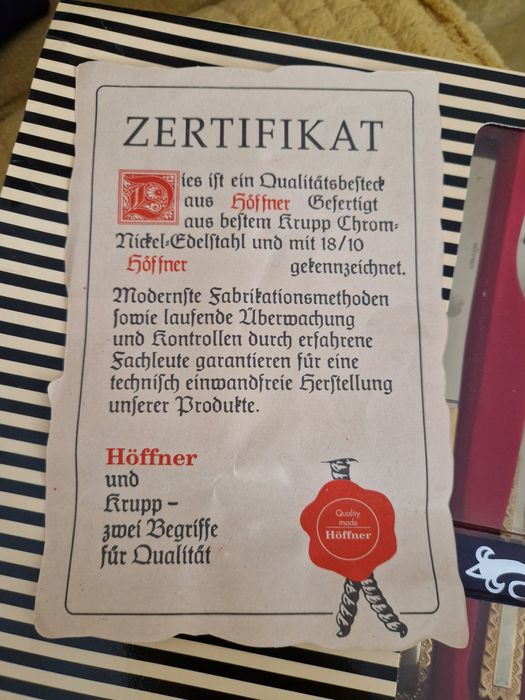 ZERTIFIKAT
Dies ist ein Qualitätsbesteck
aus Höffner Gefertigt
aus bestem Krupp Chrom-
Nickel-Edelstahl und mit 18/10
Höffner gekennzeichnet.
Modernste Fabrikationsmethoden
sowie laufende Überwachung
und Kontrollen durch erfahrene
Fachleute garantieren für eine
technisch einwandfreie Herstellung
unserer Produkte.
Höffner
und
Krupp –
zwei Begriffe
für Qualität
Quality
made
Höffner